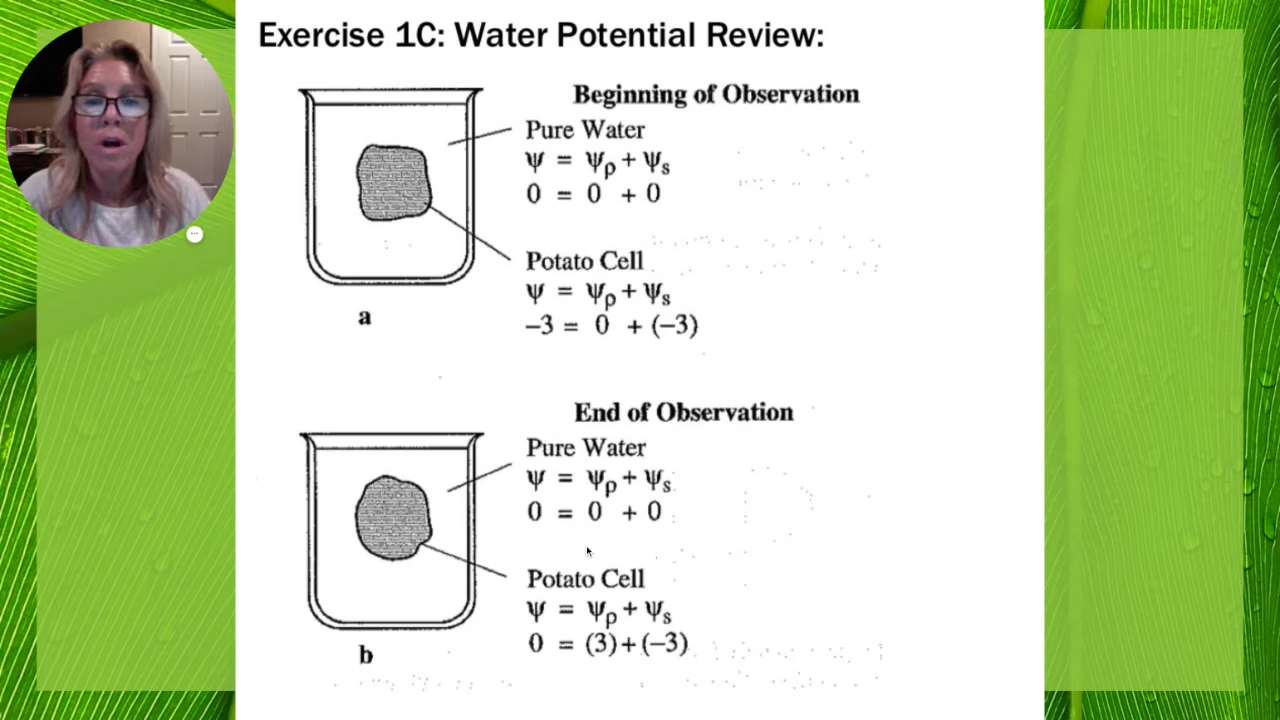 Exercise 1C: Water Potential Review:
Beginning of Observation
Pure Water
Ψ = Ψp + Ψs
0 = 0 + 0
Potato Cell
Ψ = Ψp + Ψs
–3 = 0 + (–3)
a
End of Observation
Pure Water
Ψ = Ψp + Ψs
0 = 0 + 0
Potato Cell
Ψ = Ψp + Ψs
0 = (3)+(–3)
b